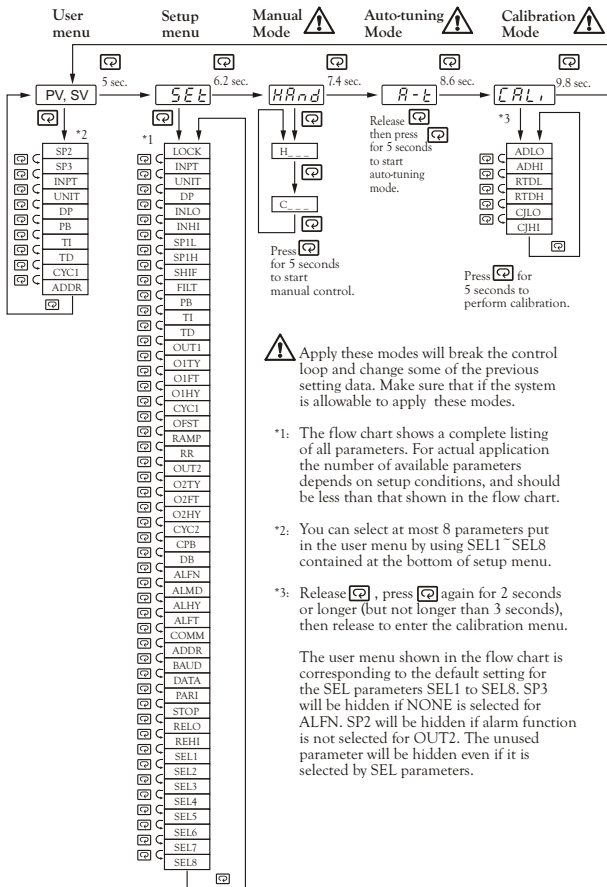 User menu
Setup menu
Manual Mode
Auto-tuning Mode
Calibration Mode
5 sec.
6.2 sec.
7.4 sec.
8.6 sec.
9.8 sec.
PV, SV
SEt
HAnd
A-t
CALi
*2
SP2
SP3
INPT
UNIT
DP
PB
TI
TD
CYC1
ADDR
*1
LOCK
INPT
UNIT
DP
INLO
INHI
SP1L
SP1H
SHIF
FILT
PB
TI
TD
OUT1
O1TY
O1FT
O1HY
CYC1
OFST
RAMP
RR
OUT2
O2TY
O2FT
O2HY
CYC2
CPB
DB
ALFN
ALMD
ALHY
ALFT
COMM
ADDR
BAUD
DATA
PARI
STOP
RELO
REHI
SEL1
SEL2
SEL3
SEL4
SEL5
SEL6
SEL7
SEL8
H_ _ _
C_ _ _
Press
for 5 seconds
to start
manual control.
Release
then press
for 5 seconds
to start
auto-tuning
mode.
*3
ADLO
ADHI
RTDL
RTDH
CJLO
CJHI
Press for
5 seconds to
perform calibration.
Apply these modes will break the control
loop and change some of the previous
setting data. Make sure that if the system
is allowable to apply these modes.
*1: The flow chart shows a complete listing
of all parameters. For actual application
the number of available parameters
depends on setup conditions, and should
be less than that shown in the flow chart.
*2: You can select at most 8 parameters put
in the user menu by using SEL1~SEL8
contained at the bottom of setup menu.
*3: Release , press again for 2 seconds
or longer (but not longer than 3 seconds),
then release to enter the calibration menu.
The user menu shown in the flow chart is
corresponding to the default setting for
the SEL parameters SEL1 to SEL8. SP3
will be hidden if NONE is selected for
ALFN. SP2 will be hidden if alarm function
is not selected for OUT2. The unused
parameter will be hidden even if it is
selected by SEL parameters.